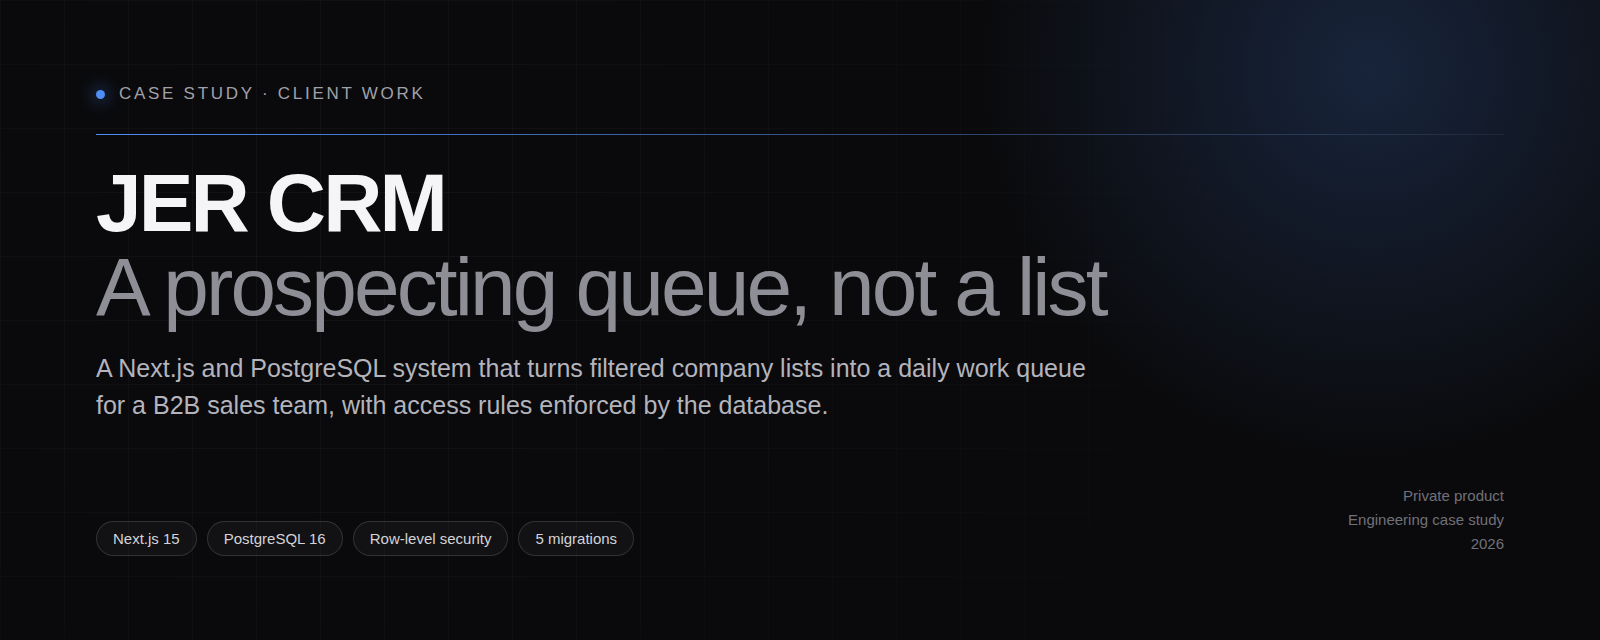 CASE STUDY · CLIENT WORK
JER CRM
A prospecting queue, not a list
A Next.js and PostgreSQL system that turns filtered company lists into a daily work queue
for a B2B sales team, with access rules enforced by the database.
Next.js 15
PostgreSQL 16
Row-level security
5 migrations
Private product
Engineering case study
2026